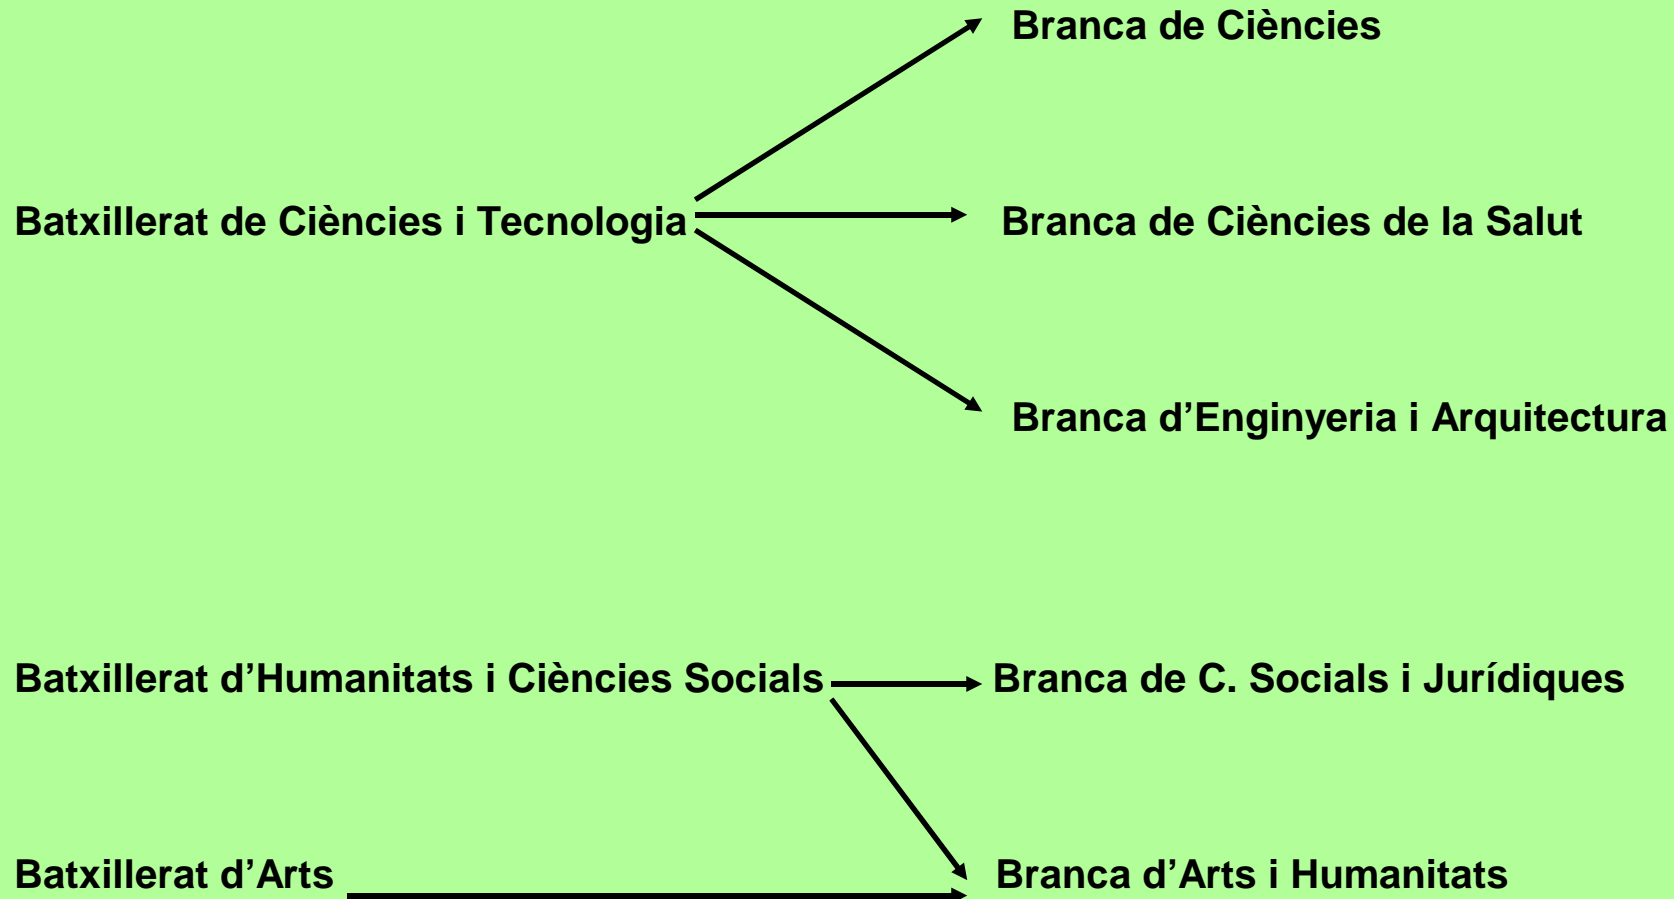 Branca de Ciències
Batxillerat de Ciències i Tecnologia
Branca de Ciències de la Salut
Branca d’Enginyeria i Arquitectura
Batxillerat d’Humanitats i Ciències Socials
Branca de C. Socials i Jurídiques
Batxillerat d’Arts
Branca d’Arts i Humanitats